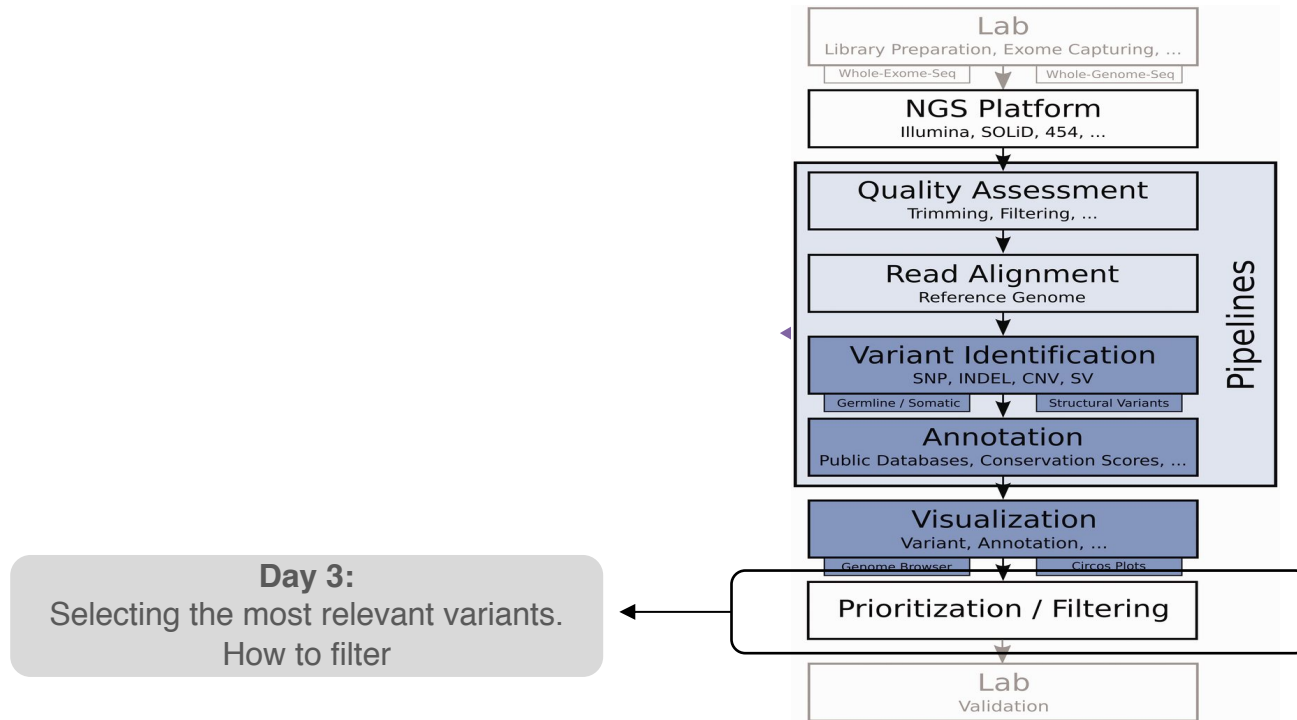 Lab
Library Preparation, Exome Capturing, ...
Whole-Exome-Seq
Whole-Genome-Seq
NGS Platform
Illumina, SOLiD, 454, ...
Quality Assessment
Trimming, Filtering, ...
Read Alignment
Reference Genome
Variant Identification
SNP, INDEL, CNV, SV
Germline / Somatic
Structural Variants
Annotation
Public Databases, Conservation Scores, ...
Pipelines
Visualization
Variant, Annotation, ...
Genome Browser
Circos Plots
Day 3:
Selecting the most relevant variants.
How to filter
Prioritization / Filtering
Lab
Validation